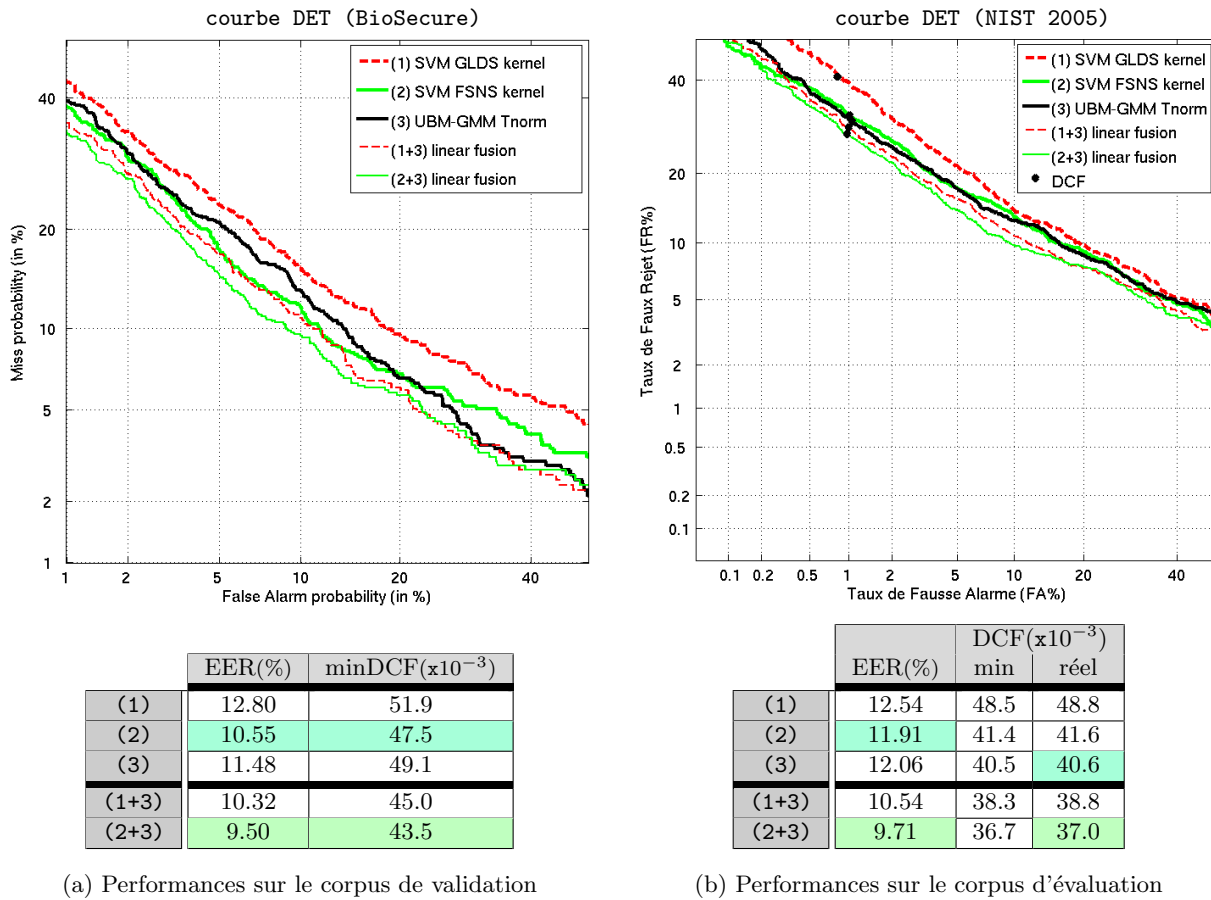 courbe DET (BioSecure)
(1) SVM GLDS kernel
(2) SVM FSNS kernel
(3) UBM-GMM Tnorm
(1+3) linear fusion
(2+3) linear fusion
Miss probability (in %)
40
20
10
5
2
1
1 2 5 10 20 40
False Alarm probability (in %)
EER(%) minDCF(x10−3)
(1) 12.80 51.9
(2) 10.55 47.5
(3) 11.48 49.1
(1+3) 10.32 45.0
(2+3) 9.50 43.5
(a) Performances sur le corpus de validation
courbe DET (NIST 2005)
(1) SVM GLDS kernel
(2) SVM FSNS kernel
(3) UBM-GMM Tnorm
(1+3) linear fusion
(2+3) linear fusion
DCF
Taux de Faux Rejet (FR%)
40
20
10
5
2
1
0.5
0.2
0.1
0.1 0.2 0.5 1 2 5 10 20 40
Taux de Fausse Alarme (FA%)
DCF(x10−3)
EER(%) min réel
(1) 12.54 48.5 48.8
(2) 11.91 41.4 41.6
(3) 12.06 40.5 40.6
(1+3) 10.54 38.3 38.8
(2+3) 9.71 36.7 37.0
(b) Performances sur le corpus d'évaluation